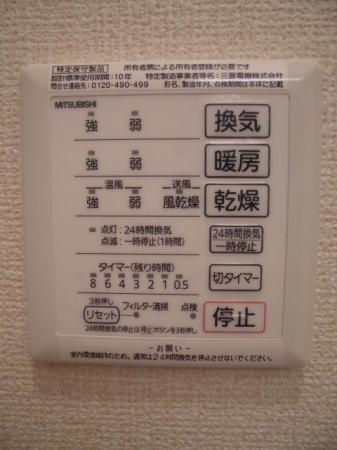 特定保守製品 所有者票による所有者登録が必要です
設計標準使用期間:10年 特定製造事業者等名:三菱電機株式会社
問合せ連絡先:0120-490-499 形名、製造年月、点検期間は本体に記載
MITSUBISHI
強 弱 換気
強 弱 暖房
温風 送風
強 弱 風乾燥 乾燥
点灯:24時間換気
点滅:一時停止(1時間)
24時間換気
一時停止
タイマー(残り時間)
8 6 4 3 2 1 0.5
切タイマー
3秒押し
リセット フィルター清掃 点検
停止
24時間換気の停止は停止ボタンを3秒押し
-お願い-
室内環境維持のため、通常は24時間換気を停止させないでください。